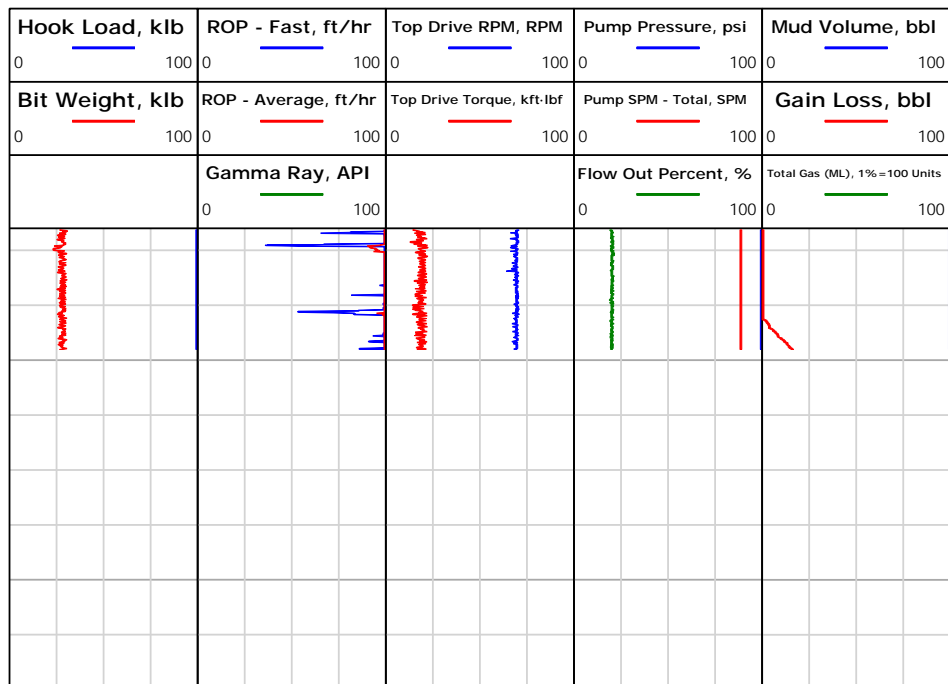 Hook Load, klb
0 100
ROP - Fast, ft/hr
0 100
Top Drive RPM, RPM
0 100
Pump Pressure, psi
0 100
Mud Volume, bbl
0 100
Bit Weight, klb
0 100
ROP - Average, ft/hr
0 100
Top Drive Torque, kft·lbf
0 100
Pump SPM - Total, SPM
0 100
Gain Loss, bbl
0 100
Gamma Ray, API
0 100
Flow Out Percent, %
0 100
Total Gas (ML), 1%=100 Units
0 100